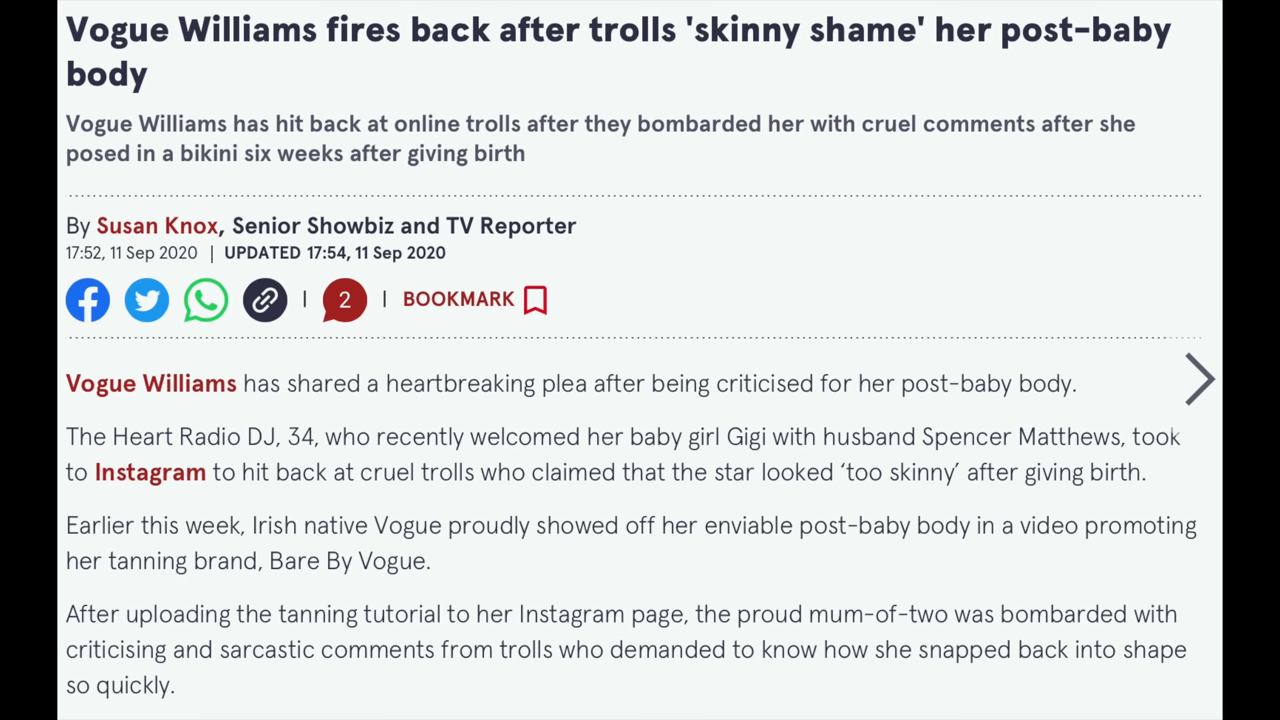 Vogue Williams fires back after trolls 'skinny shame' her post-baby
body
Vogue Williams has hit back at online trolls after they bombarded her with cruel comments after she
posed in a bikini six weeks after giving birth
By Susan Knox, Senior Showbiz and TV Reporter
17:52, 11 Sep 2020 | UPDATED 17:54, 11 Sep 2020
| 2 | BOOKMARK
Vogue Williams has shared a heartbreaking plea after being criticised for her post-baby body.
The Heart Radio DJ, 34, who recently welcomed her baby girl Gigi with husband Spencer Matthews, took
to Instagram to hit back at cruel trolls who claimed that the star looked ‘too skinny’ after giving birth.
Earlier this week, Irish native Vogue proudly showed off her enviable post-baby body in a video promoting
her tanning brand, Bare By Vogue.
After uploading the tanning tutorial to her Instagram page, the proud mum-of-two was bombarded with
criticising and sarcastic comments from trolls who demanded to know how she snapped back into shape
so quickly.